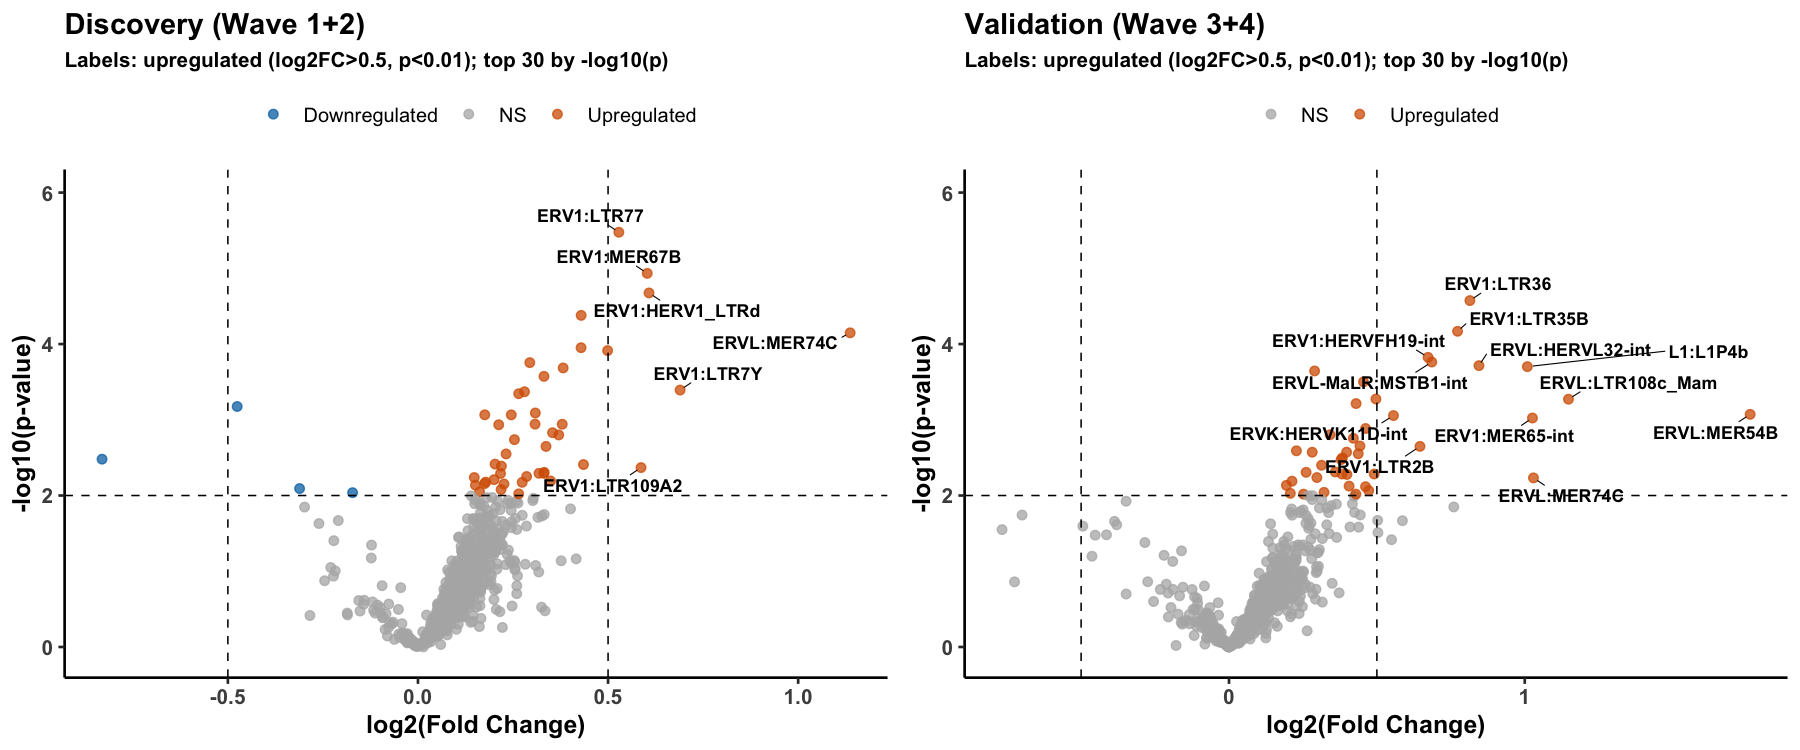 Discovery (Wave 1+2)
Labels: upregulated (log2FC>0.5, p<0.01); top 30 by -log10(p)
Downregulated
NS
Upregulated
-log10(p-value)
6
4
2
0
ERV1:LTR77
ERV1:MER67B
ERV1:HERV1_LTRd
ERVL:MER74C
ERV1:LTR7Y
ERV1:LTR109A2
-0.5
0.0
0.5
1.0
log2(Fold Change)
Validation (Wave 3+4)
Labels: upregulated (log2FC>0.5, p<0.01); top 30 by -log10(p)
NS
Upregulated
-log10(p-value)
6
4
2
0
ERV1:LTR36
ERV1:LTR35B
ERV1:HERVFH19-int
ERVL:HERVL32-int
L1:L1P4b
ERVL-MaLR:MSTB1-int
ERVL:LTR108c_Mam
ERVK:HERVK11D-int
ERV1:MER65-int
ERVL:MER54B
ERV1:LTR2B
ERVL:MER74C
0
1
log2(Fold Change)